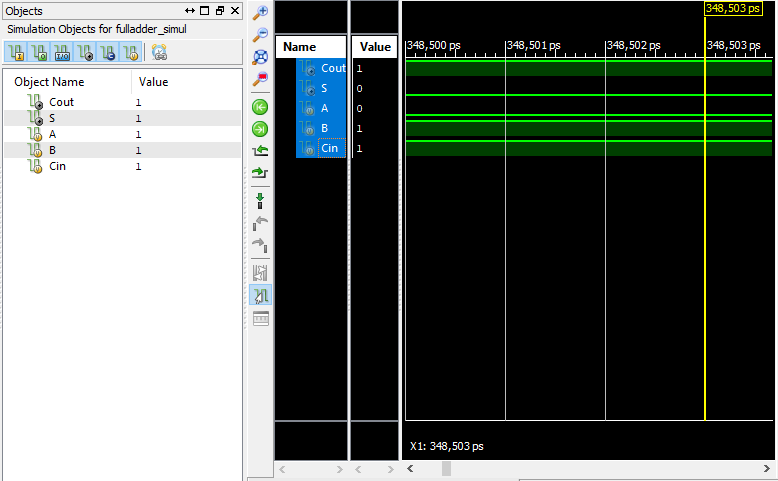 Objects
Simulation Objects for fulladder_simul
I O I/O C
Object Name Value
Cout 1
S 1
A 1
B 1
Cin 1
Name Value
Cout 1
S 0
A 0
B 1
Cin 1
348,503 ps
348,500 ps 348,501 ps 348,502 ps 348,503 ps
X1: 348,503 ps